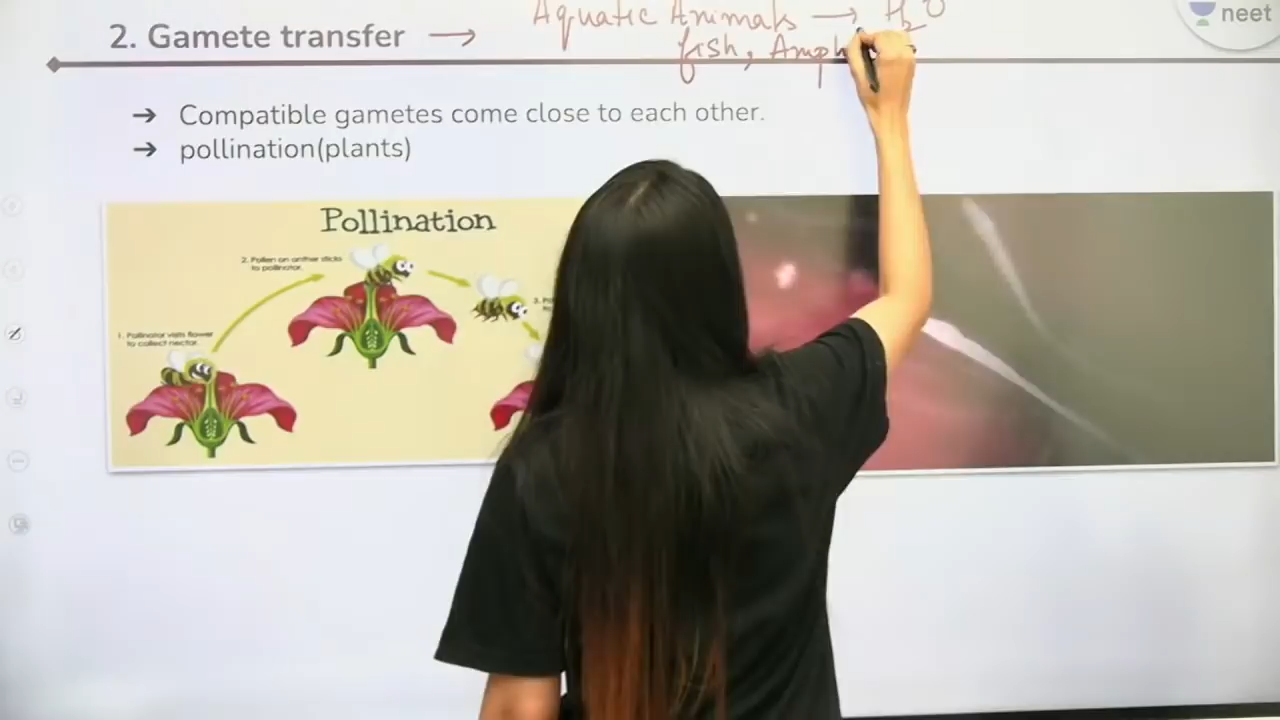 Aquatic Animals → H₂O
2. Gamete transfer →
fish, Amph
neet
→ Compatible gametes come close to each other.
→ pollination(plants)
Pollination
2. Pollen on anther sticks
to pollinator.
1. Pollinator visits flower
to collect nectar.
3.